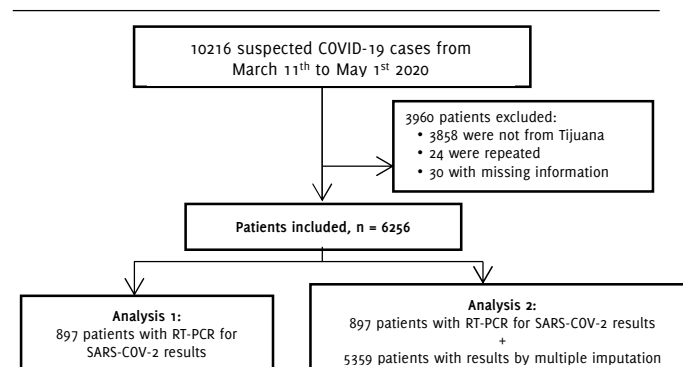 10216 suspected COVID-19 cases from
March 11th to May 1st 2020
3960 patients excluded:
• 3858 were not from Tijuana
• 24 were repeated
• 30 with missing information
Patients included, n = 6256
Analysis 1:
897 patients with RT-PCR for
SARS-COV-2 results
Analysis 2:
897 patients with RT-PCR for SARS-COV-2 results
+
5359 patients with results by multiple imputation